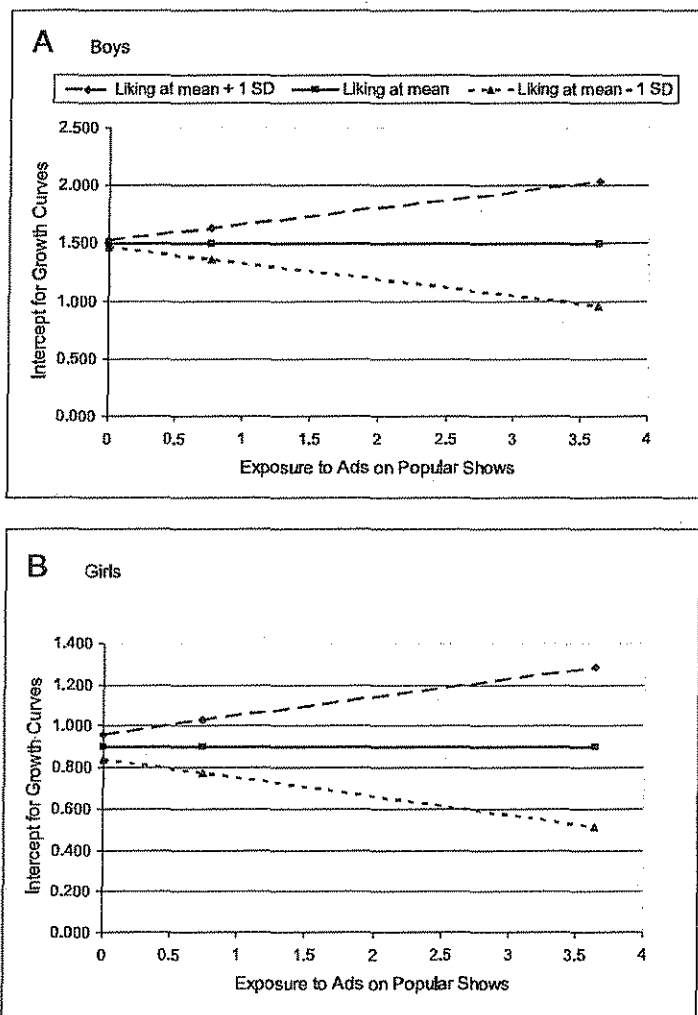 A Boys
Liking at mean + 1 SD Liking at mean Liking at mean - 1 SD
Intercept for Growth Curves
2.500
2.000
1.500
1.000
0.500
0.000
0 0.5 1 1.5 2 2.5 3 3.5 4
Exposure to Ads on Popular Shows
B Girls
Intercept for Growth Curves
1.400
1.200
1.000
0.800
0.600
0.400
0.200
0.000
0 0.5 1 1.5 2 2.5 3 3.5 4
Exposure to Ads on Popular Shows